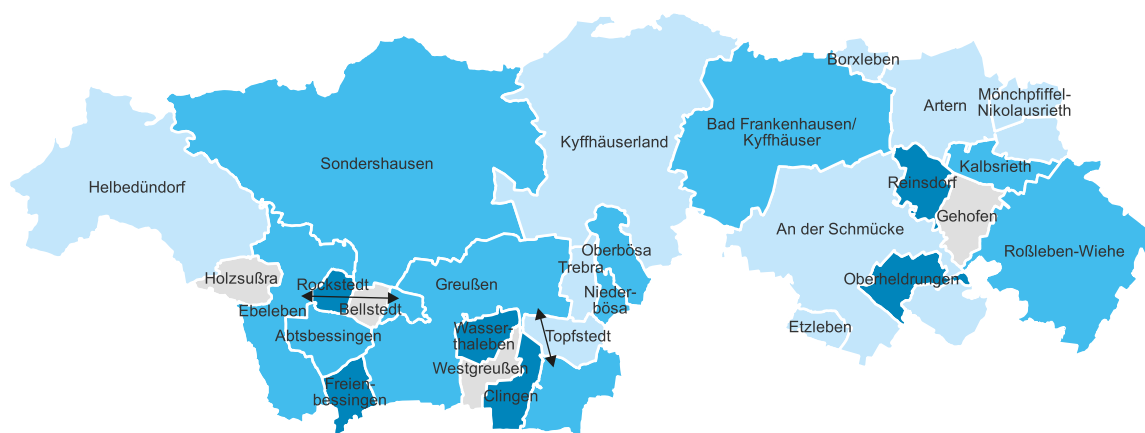 Borxleben
Mönchpfiffel-
Nikolausrieth
Artern
Bad Frankenhausen/
Kyffhäuser
Kyffhäuserland
Sondershausen
Kalbsrieth
Reinsdorf
Helbedündorf
Gehofen
An der Schmücke
Oberbösa
Roßleben-Wiehe
Trebra
Holzsußra
Rockstedt
Greußen
Oberheldrungen
Nieder-
bösa
Ebeleben
Bellstedt
Etzleben
Abtsbessingen
Wasser-
thaleben
Topfstedt
Westgreußen
Freien-
bessingen
Clingen